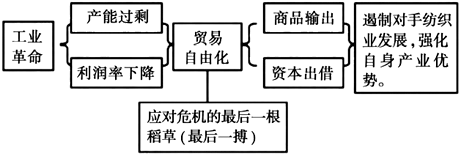 工业
革命
产能过剩
利润率下降
贸易
自由化
应对危机的最后一根
稻草(最后一搏)
商品输出
资本出借
遏制对手纺织
业发展,强化
自身产业优
势。